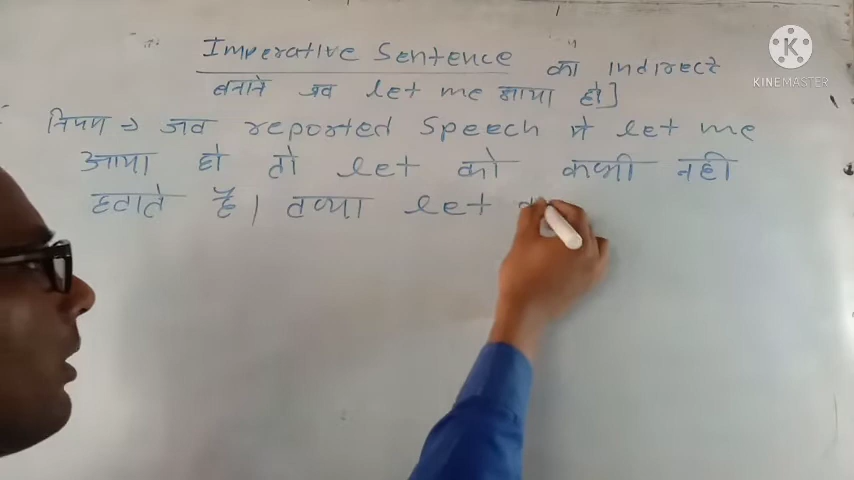 Imperative Sentence का indirect
बनाने जब let me आया हो]
नियम ⇒ जब reported Speech मे let me
आया हो तो let को कभी नही
हटाते है। तथा let
KINEMASTER